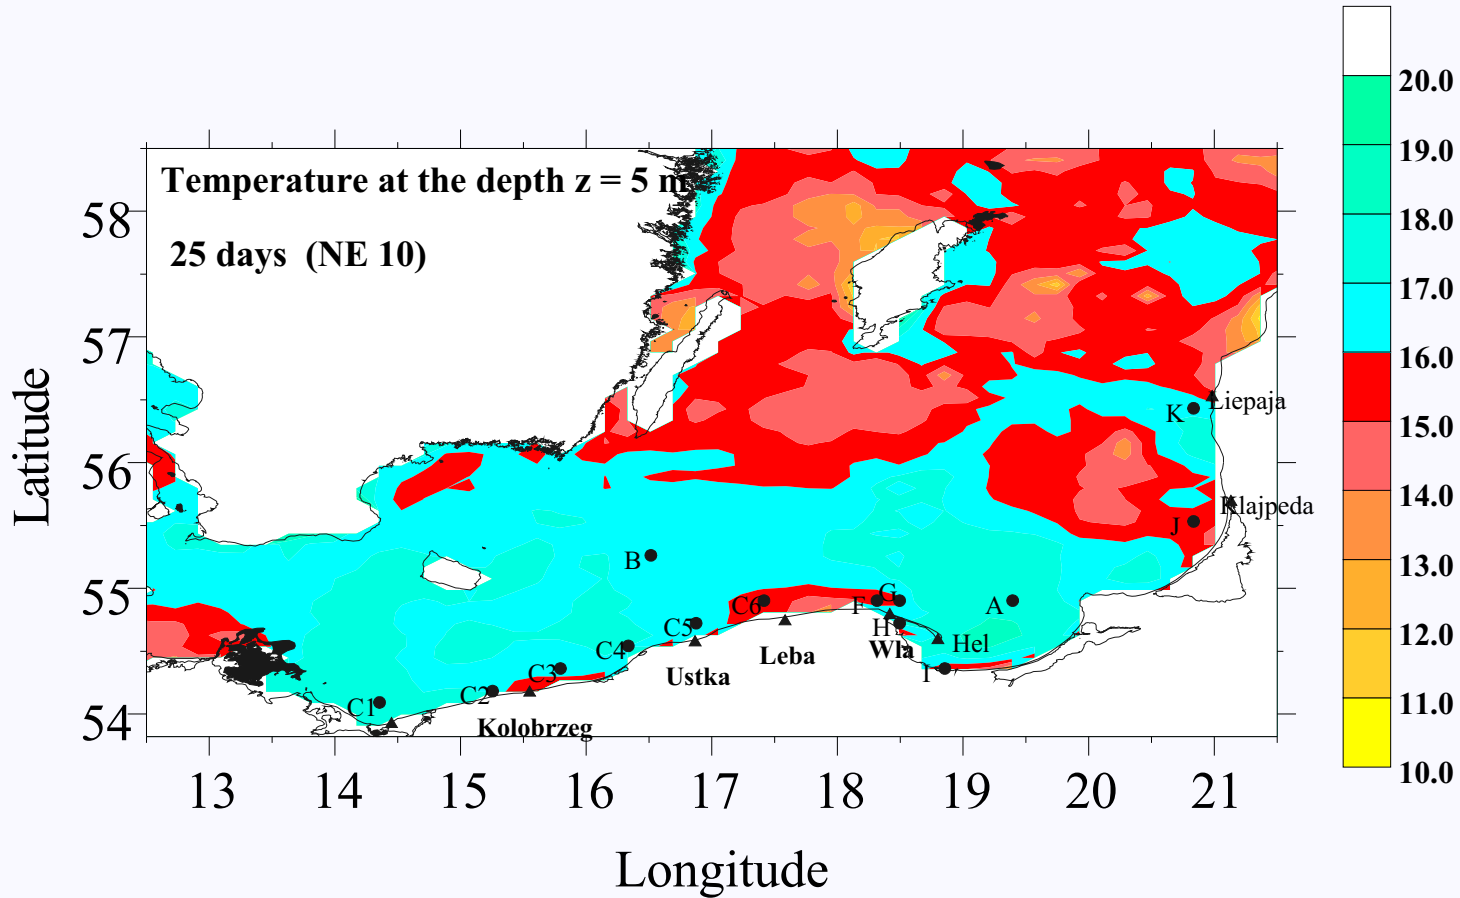 20.0
19.0
18.0
17.0
16.0
15.0
14.0
13.0
12.0
11.0
10.0
Temperature at the depth z = 5 m
25 days (NE 10)
58
57
56
55
54
Latitude
K
Liepaja
Klajpeda
J
B
A
G
F
C6
H
C5
Hel
Wla
Leba
C4
I
C3
Ustka
C2
C1
Kolobrzeg
13
14
15
16
17
18
19
20
21
Longitude